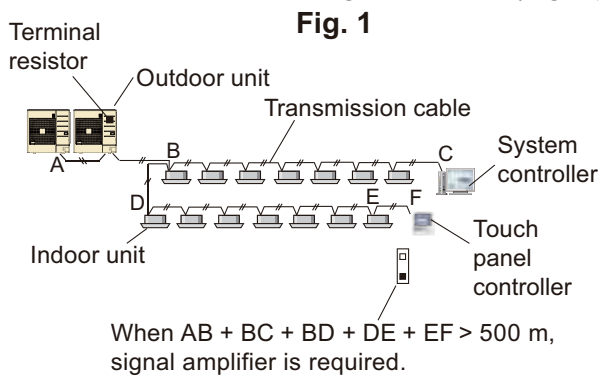 Fig. 1
Terminal
resistor
Outdoor unit
Transmission cable
A
B
C
System
controller
D
E
F
Indoor unit
Touch
panel
controller
When AB + BC + BD + DE + EF > 500 m,
signal amplifier is required.